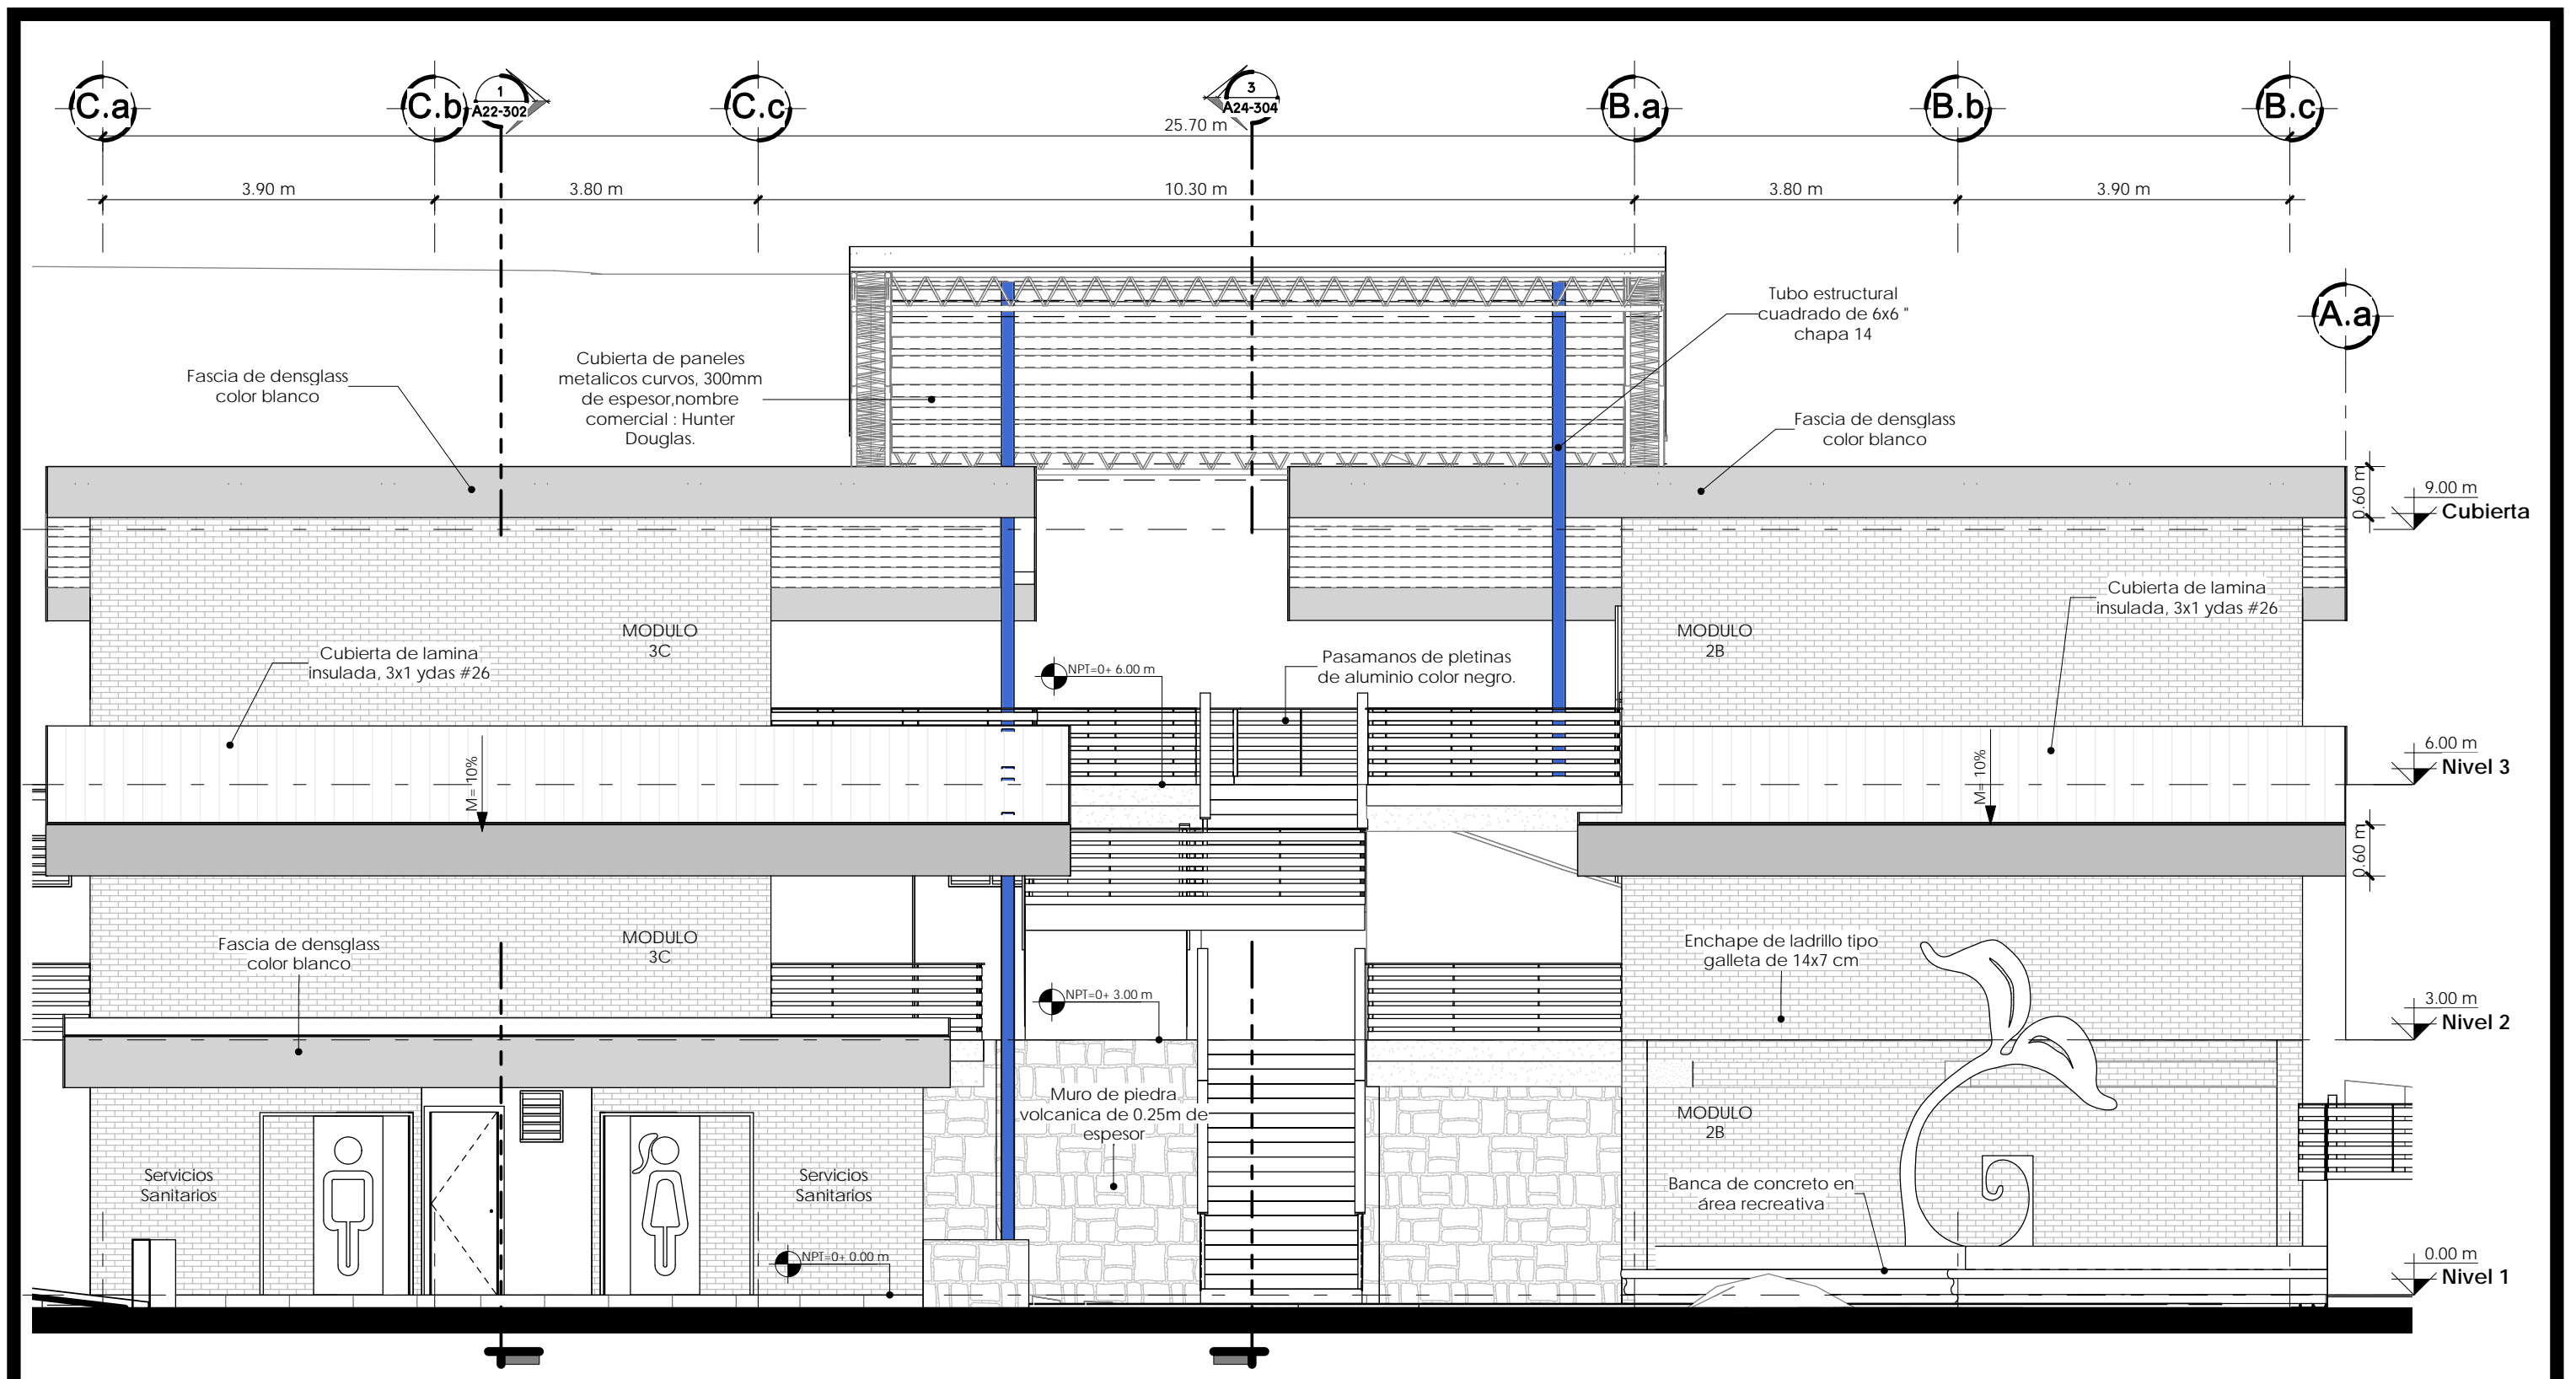 C.a
C.b
1
A22-302
C.c
3
A24-304
B.a
B.b
B.c
25.70 m
3.90 m
3.80 m
10.30 m
3.80 m
3.90 m
A.a
Tubo estructural
cuadrado de 6x6 "
chapa 14
Cubierta de paneles
metalicos curvos, 300mm
de espesor,nombre
comercial : Hunter
Douglas.
Fascia de densglass
color blanco
Fascia de densglass
color blanco
0.60 m
9.00 m
Cubierta
Cubierta de lamina
insulada, 3x1 ydas #26
MODULO
3C
MODULO
2B
Cubierta de lamina
insulada, 3x1 ydas #26
NPT=0+ 6.00 m
Pasamanos de pletinas
de aluminio color negro.
M= 10%
M= 10%
6.00 m
Nivel 3
0.60 m
Fascia de densglass
color blanco
MODULO
3C
Enchape de ladrillo tipo
galleta de 14x7 cm
NPT=0+ 3.00 m
3.00 m
Nivel 2
Muro de piedra
volcanica de 0.25m de
espesor
MODULO
2B
Servicios
Sanitarios
Servicios
Sanitarios
Banca de concreto en
área recreativa
NPT=0+ 0.00 m
0.00 m
Nivel 1